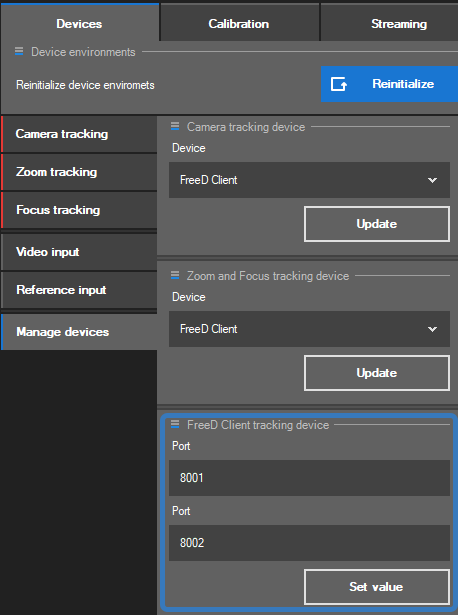 Devices
Calibration
Streaming
Device environments
Reinitialize device enviromets
Reinitialize
Camera tracking
Zoom tracking
Focus tracking
Video input
Reference input
Manage devices
Camera tracking device
Device
FreeD Client
Update
Zoom and Focus tracking device
Device
FreeD Client
Update
FreeD Client tracking device
Port
8001
Port
8002
Set value